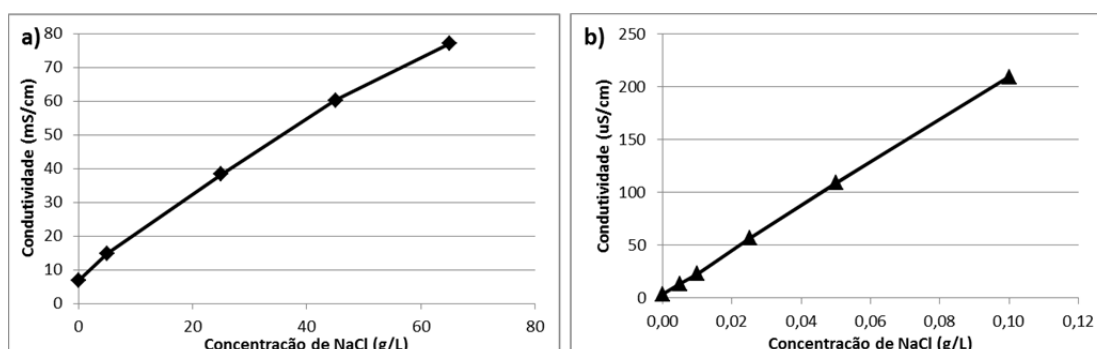 a)
Condutividade (mS/cm)
80
70
60
50
40
30
20
10
0
0 20 40 60 80
Concentração de NaCl (g/L)
b)
Condutividade (uS/cm)
250
200
150
100
50
0
0,00 0,02 0,04 0,06 0,08 0,10 0,12
Concentração de NaCl (g/L)